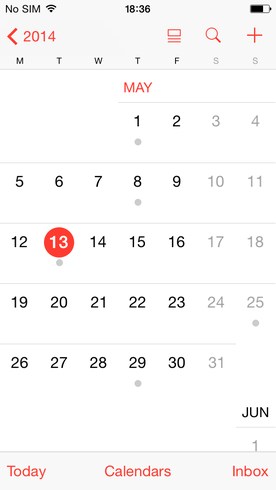 No SIM 18:36
2014
M T W T F S S
MAY
1 2 3 4
5 6 7 8 9 10 11
12 13 14 15 16 17 18
19 20 21 22 23 24 25
26 27 28 29 30 31
JUN
1
Today Calendars Inbox